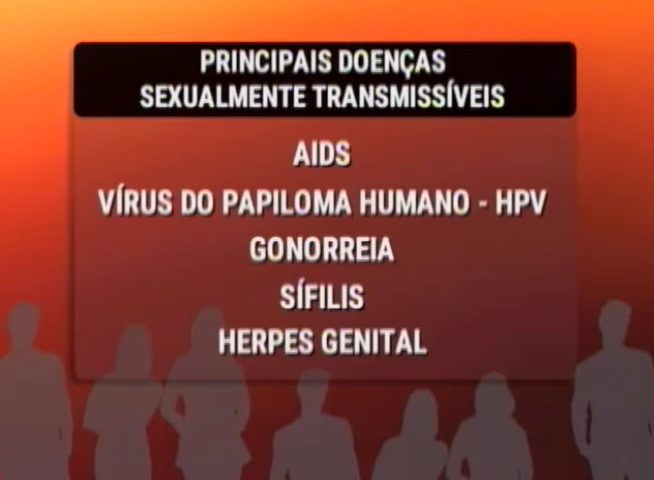 PRINCIPAIS DOENÇAS
SEXUALMENTE TRANSMISSÍVEIS
AIDS
VÍRUS DO PAPILOMA HUMANO - HPV
GONORREIA
SÍFILIS
HERPES GENITAL